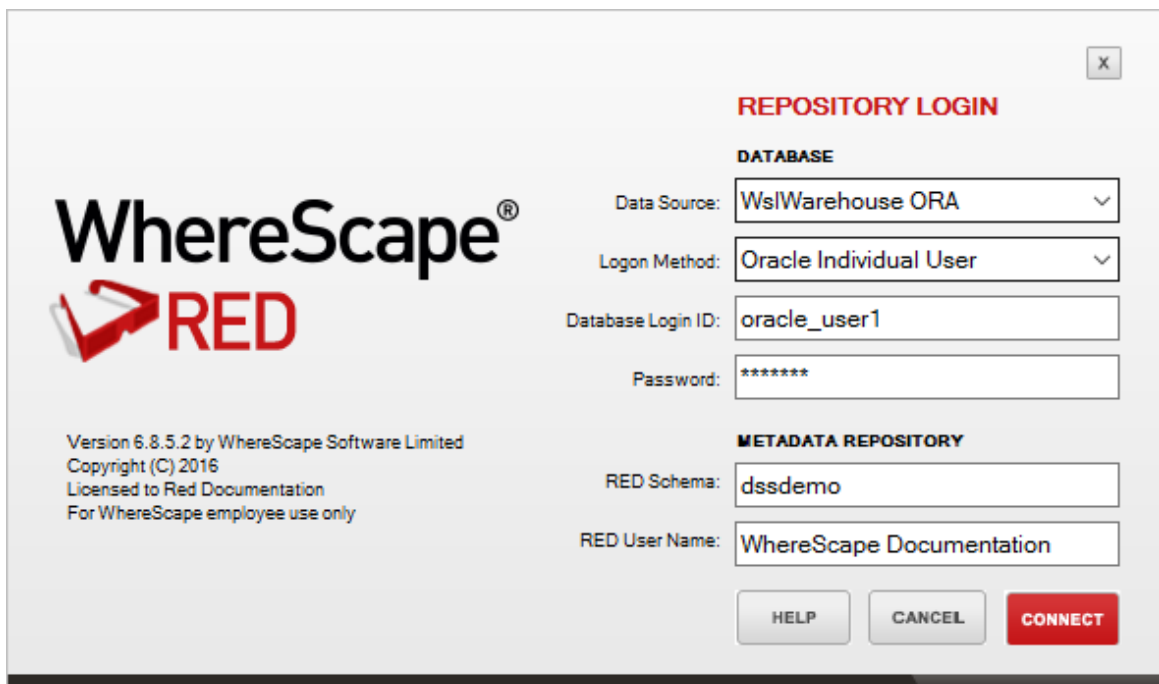 X
REPOSITORY LOGIN
DATABASE
Data Source: WslWarehouse ORA
Logon Method: Oracle Individual User
Database Login ID: oracle_user1
Password: *******
METADATA REPOSITORY
RED Schema: dssdemo
RED User Name: WhereScape Documentation
HELP CANCEL CONNECT
WhereScape®
RED
Version 6.8.5.2 by WhereScape Software Limited
Copyright (C) 2016
Licensed to Red Documentation
For WhereScape employee use only